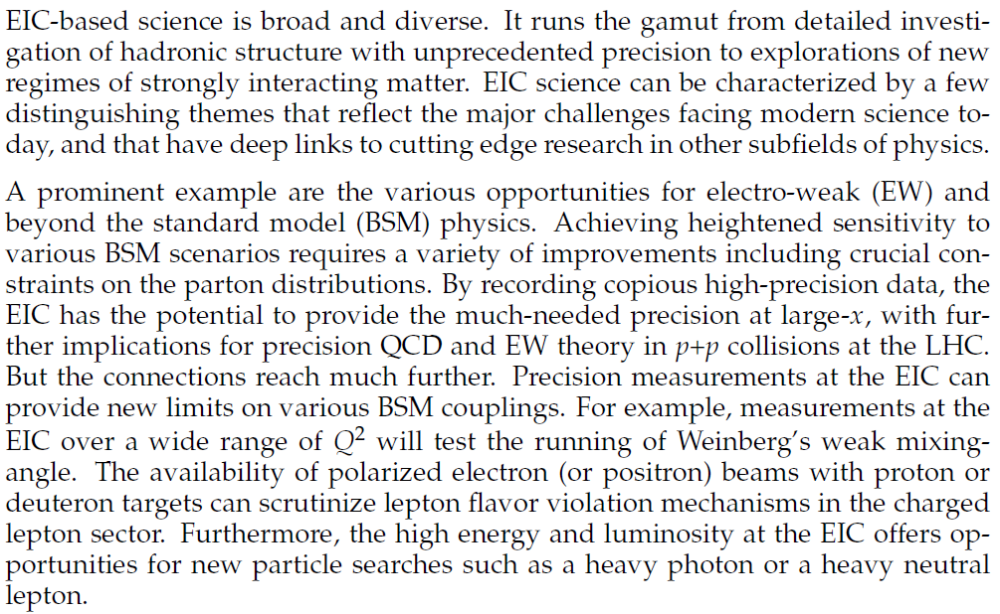 EIC-based science is broad and diverse. It runs the gamut from detailed investi-
gation of hadronic structure with unprecedented precision to explorations of new
regimes of strongly interacting matter. EIC science can be characterized by a few
distinguishing themes that reflect the major challenges facing modern science to-
day, and that have deep links to cutting edge research in other subfields of physics.
A prominent example are the various opportunities for electro-weak (EW) and
beyond the standard model (BSM) physics. Achieving heightened sensitivity to
various BSM scenarios requires a variety of improvements including crucial con-
straints on the parton distributions. By recording copious high-precision data, the
EIC has the potential to provide the much-needed precision at large-x, with fur-
ther implications for precision QCD and EW theory in p+p collisions at the LHC.
But the connections reach much further. Precision measurements at the EIC can
provide new limits on various BSM couplings. For example, measurements at the
EIC over a wide range of Q² will test the running of Weinberg's weak mixing-
angle. The availability of polarized electron (or positron) beams with proton or
deuteron targets can scrutinize lepton flavor violation mechanisms in the charged
lepton sector. Furthermore, the high energy and luminosity at the EIC offers op-
portunities for new particle searches such as a heavy photon or a heavy neutral
lepton.